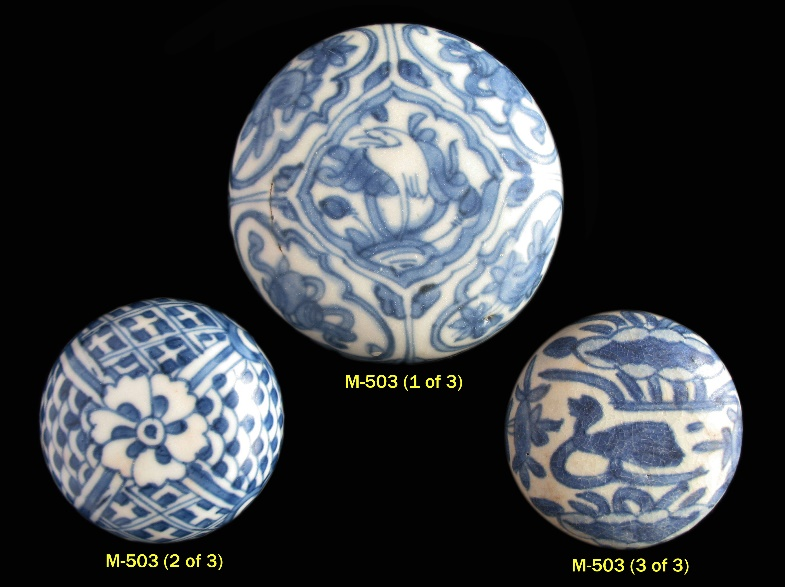 M-503 (1 of 3)
M-503 (2 of 3)
M-503 (3 of 3)